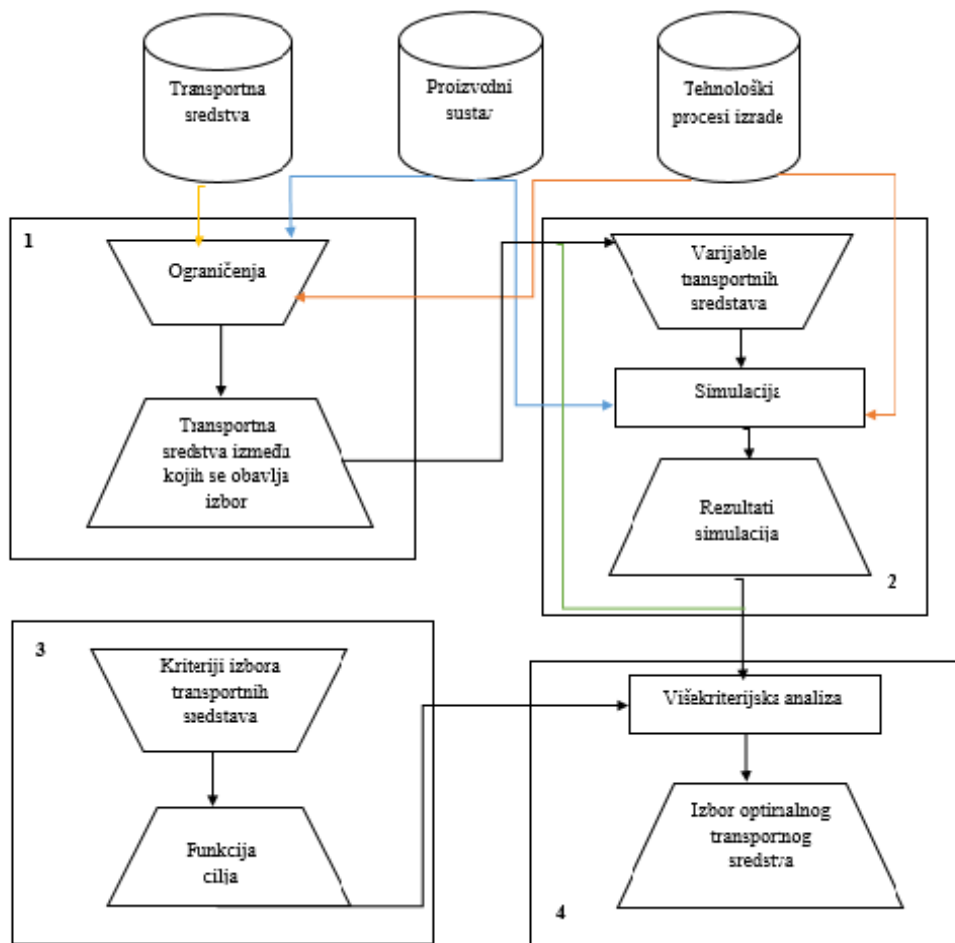 Transportna
sredstva
Proizvodni
sustav
Tehnološki
procesi izrade
1
Ograničenja
Transportna
sredstva između
kojih se obavlja
izbor
Varijable
transportnih
sredstava
Simulacija
Rezultati
simulacija
2
3
Kriteriji izbora
transportnih
sredstava
Funkcija
cilja
Višekriterijska analiza
Izbor optimalnog
transportnog
sredstva
4